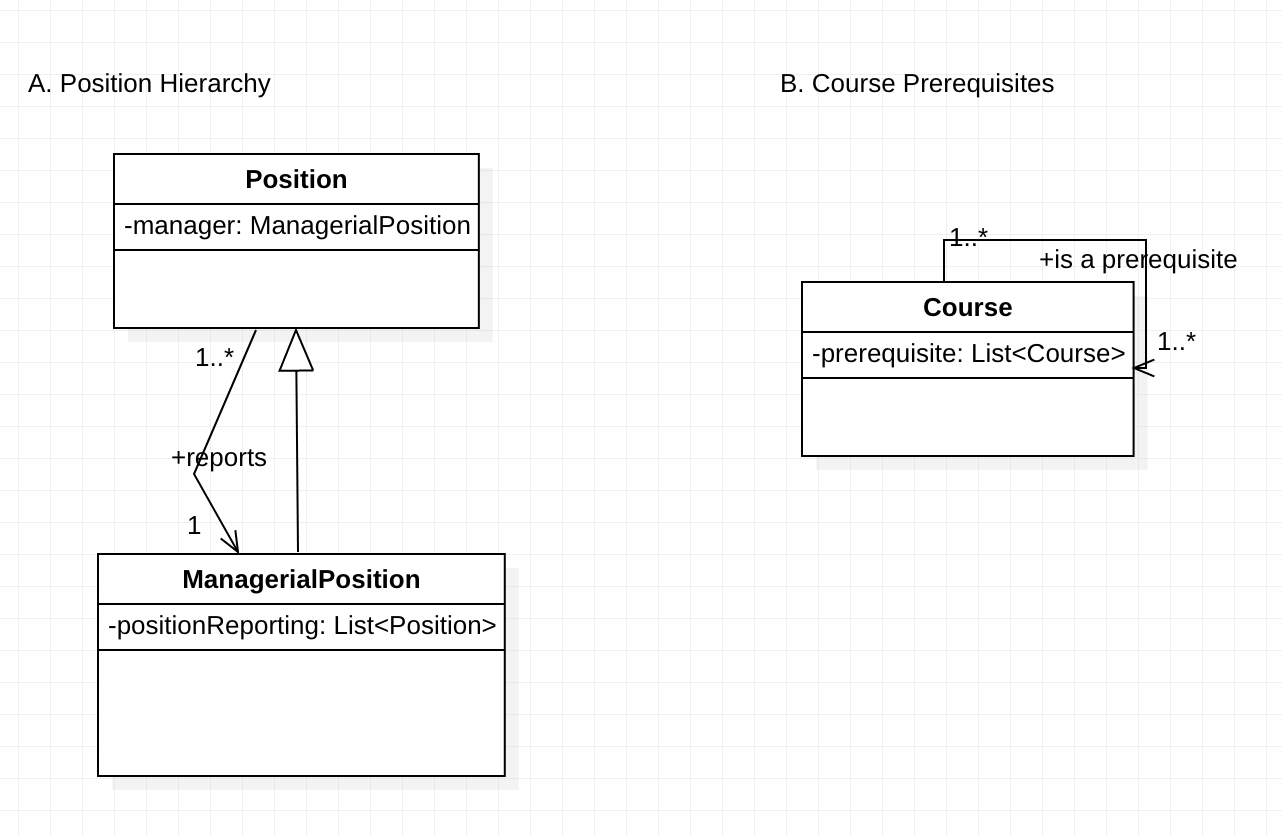 A. Position Hierarchy
Position
-manager: ManagerialPosition
1..*
+reports
1
ManagerialPosition
-positionReporting: List<Position>
B. Course Prerequisites
1..*
+is a prerequisite
Course
-prerequisite: List<Course>
1..*